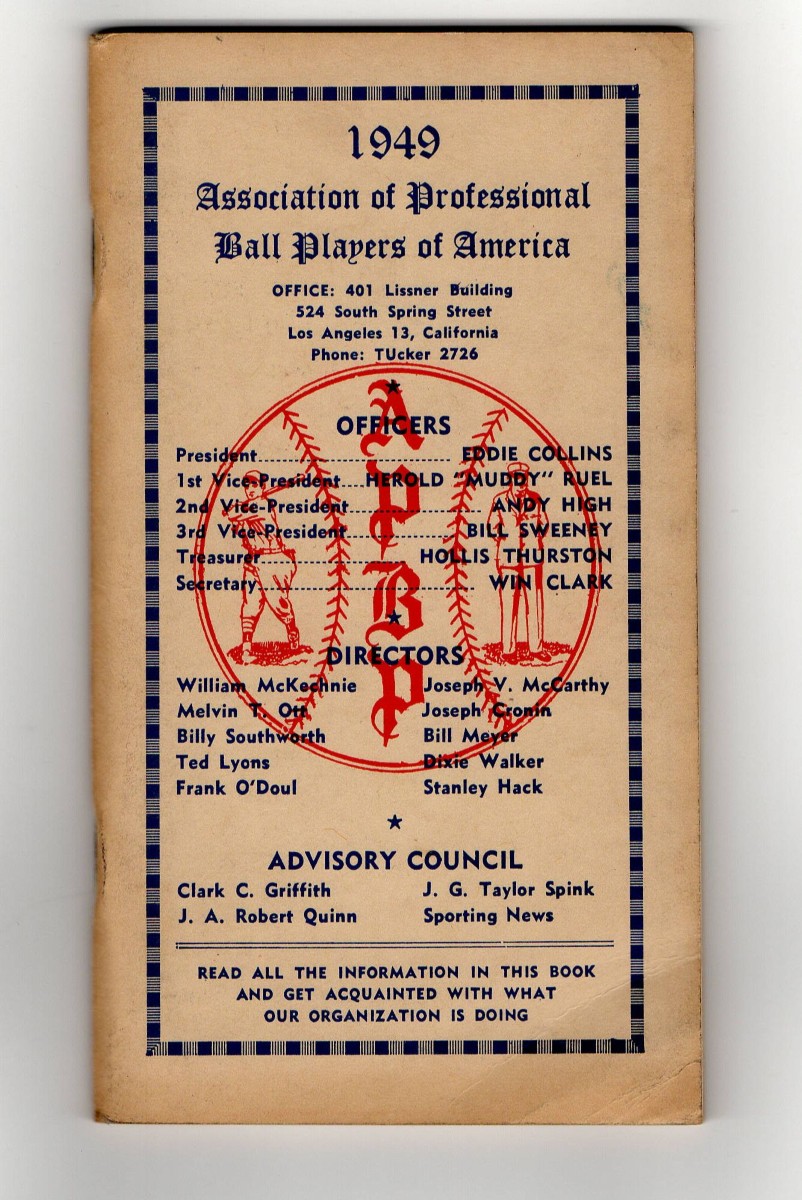 1949
Association of Professional
Ball Players of America
OFFICE: 401 Lissner Building
524 South Spring Street
Los Angeles 13, California
Phone: TUcker 2726
APBP
OFFICERS
President EDDIE COLLINS
1st Vice-President HEROLD "MUDDY" RUEL
2nd Vice-President ANDY HIGH
3rd Vice-President BILL SWEENEY
Treasurer HOLLIS THURSTON
Secretary WIN CLARK
DIRECTORS
William McKechnie Joseph V. McCarthy
Melvin T. Ott Joseph Cronin
Billy Southworth Bill Meyer
Ted Lyons Dixie Walker
Frank O'Doul Stanley Hack
ADVISORY COUNCIL
Clark C. Griffith J. G. Taylor Spink
J. A. Robert Quinn Sporting News
READ ALL THE INFORMATION IN THIS BOOK
AND GET ACQUAINTED WITH WHAT
OUR ORGANIZATION IS DOING